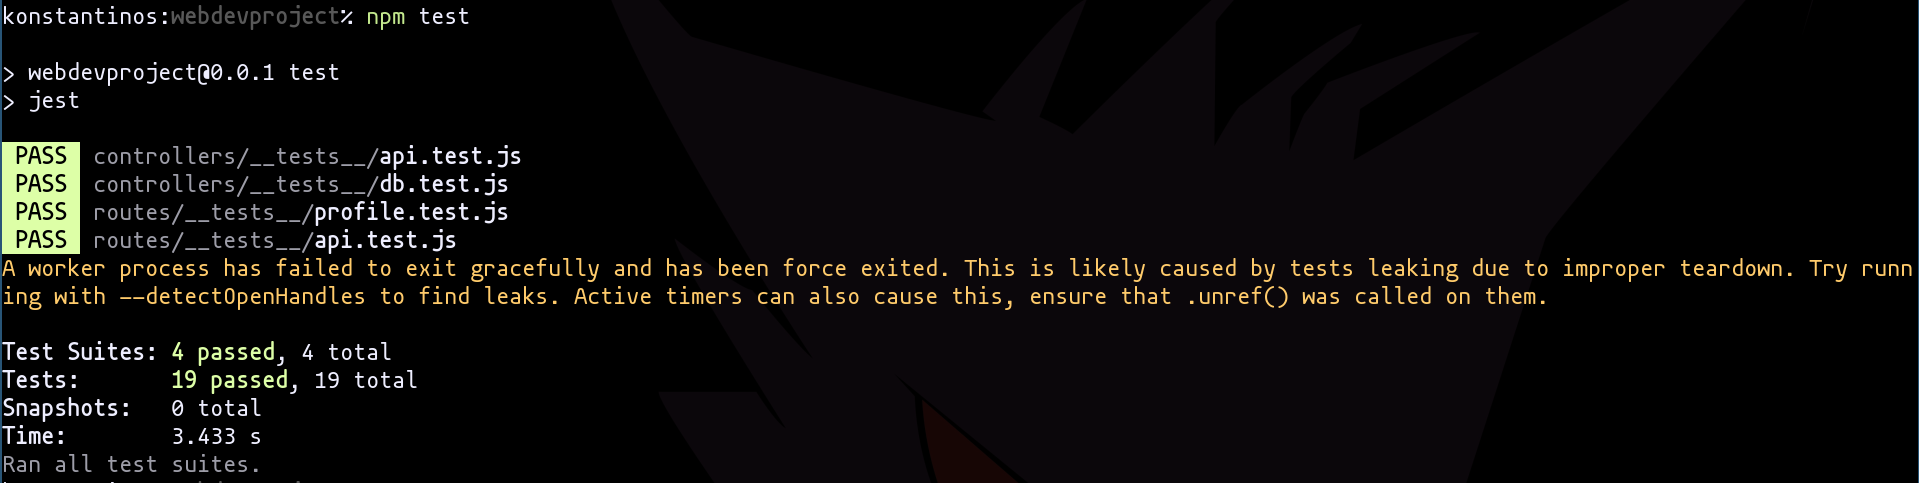 konstantinos:webdevproject% npm test
> webdevproject@0.0.1 test
> jest
PASS controllers/__tests__/api.test.js
PASS controllers/__tests__/db.test.js
PASS routes/__tests__/profile.test.js
PASS routes/__tests__/api.test.js
A worker process has failed to exit gracefully and has been force exited. This is likely caused by tests leaking due to improper teardown. Try runn
ing with --detectOpenHandles to find leaks. Active timers can also cause this, ensure that .unref() was called on them.
Test Suites: 4 passed, 4 total
Tests: 19 passed, 19 total
Snapshots: 0 total
Time: 3.433 s
Ran all test suites.